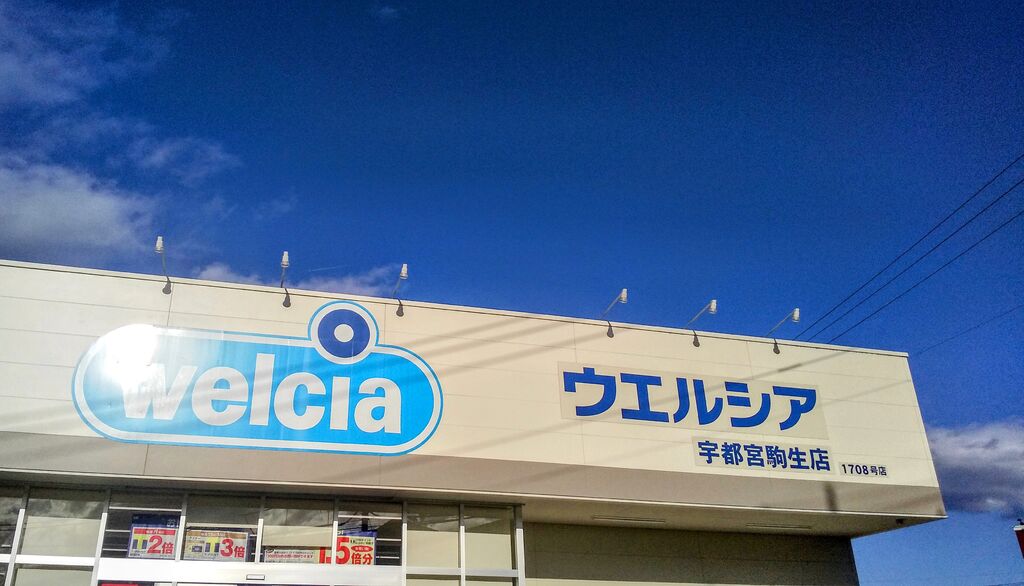 welcia
ウエルシア
宇都宮駒生店
1708号店
2倍
3倍
1.5倍分